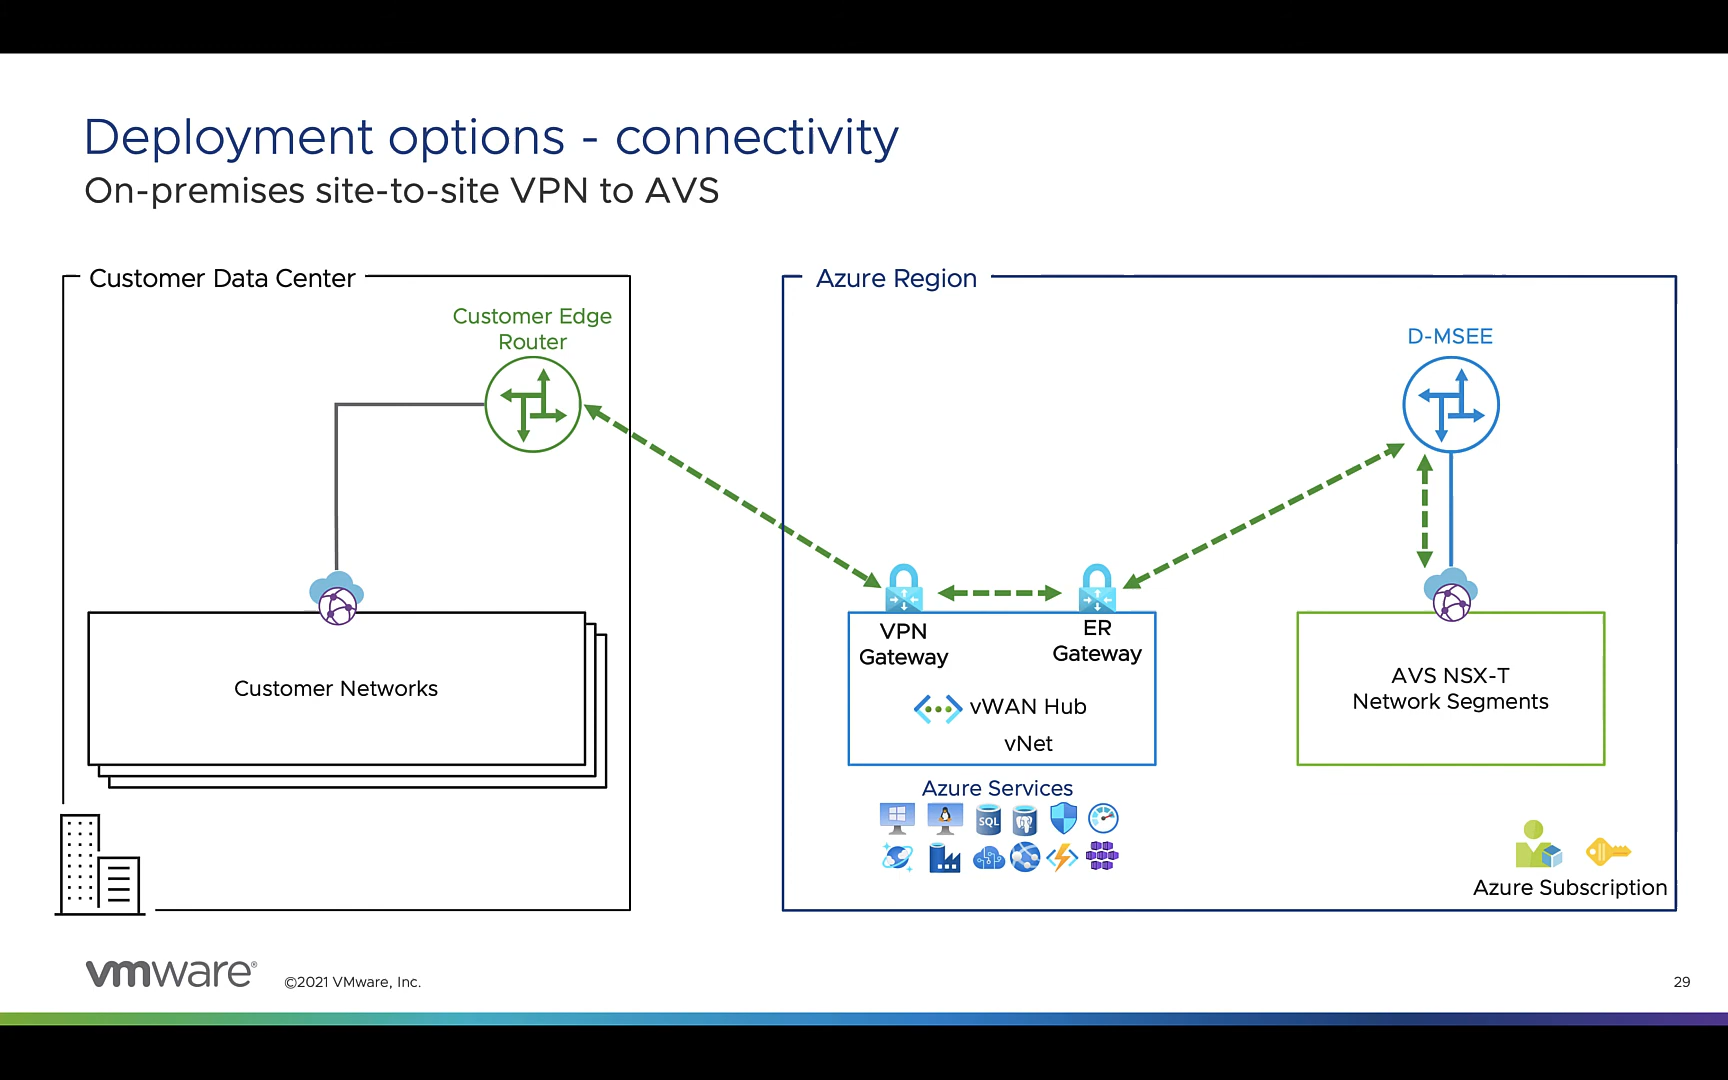 Deployment options - connectivity
On-premises site-to-site VPN to AVS
Customer Data Center
Customer Edge
Router
Customer Networks
Azure Region
D-MSEE
VPN
Gateway
ER
Gateway
vWAN Hub
vNet
AVS NSX-T
Network Segments
Azure Services
SQL
Azure Subscription
vmware®
©2021 VMware, Inc.
29